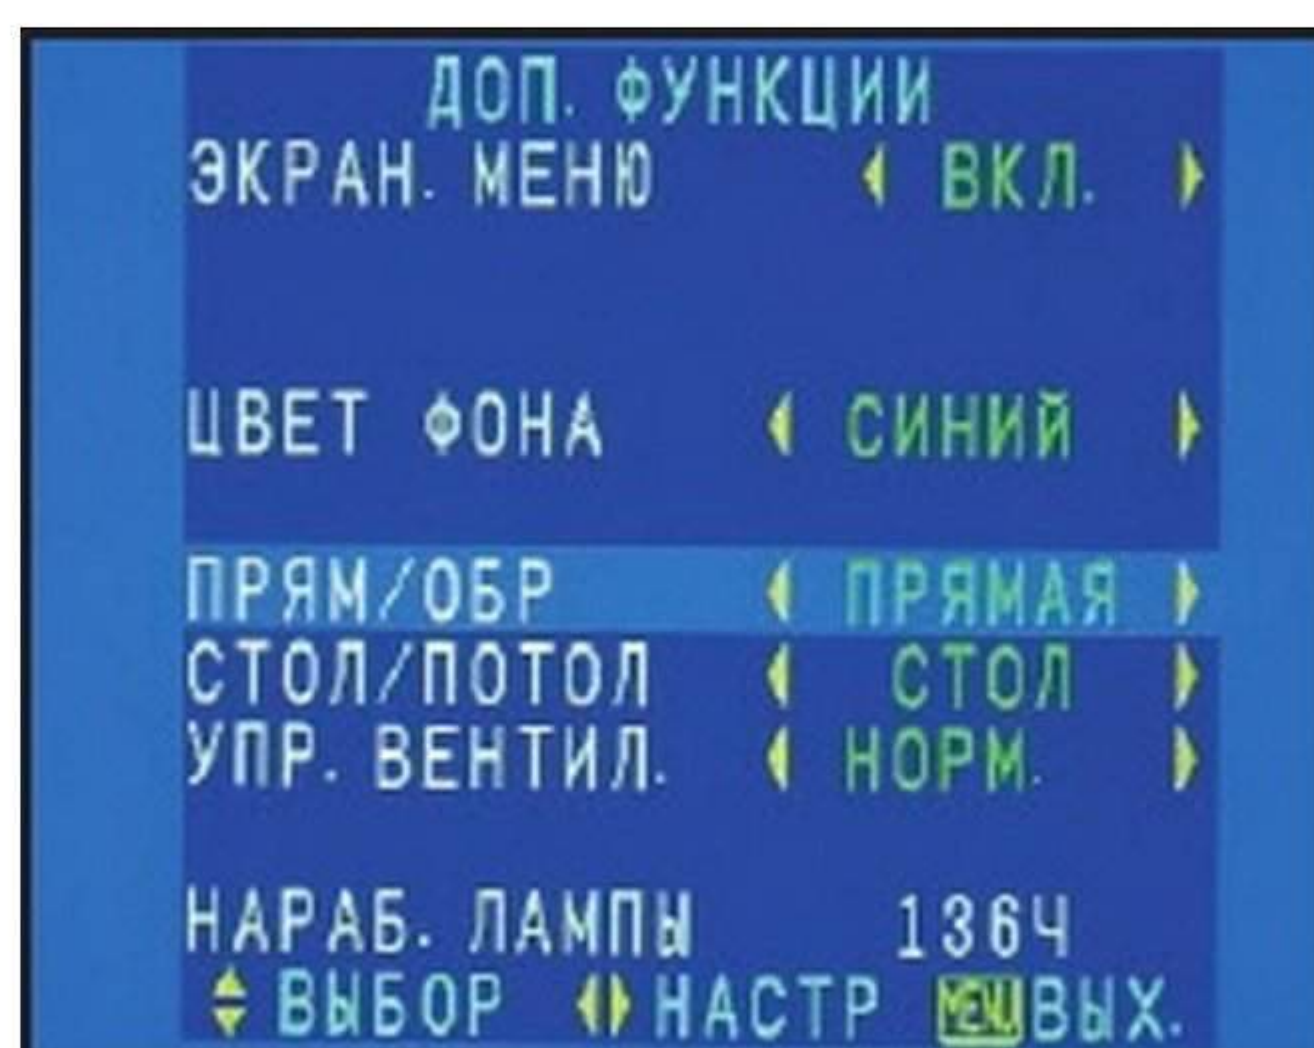 ДОП. ФУНКЦИИ
ЭКРАН. МЕНЮ ВКЛ.
ЦВЕТ ФОНА СИНИЙ
ПРЯМ/ОБР ПРЯМАЯ
СТОЛ/ПОТОЛ СТОЛ
УПР. ВЕНТИЛ. НОРМ.
НАРАБ. ЛАМПЫ 136Ч
ВЫБОР НАСТР MENU ВЫХ.